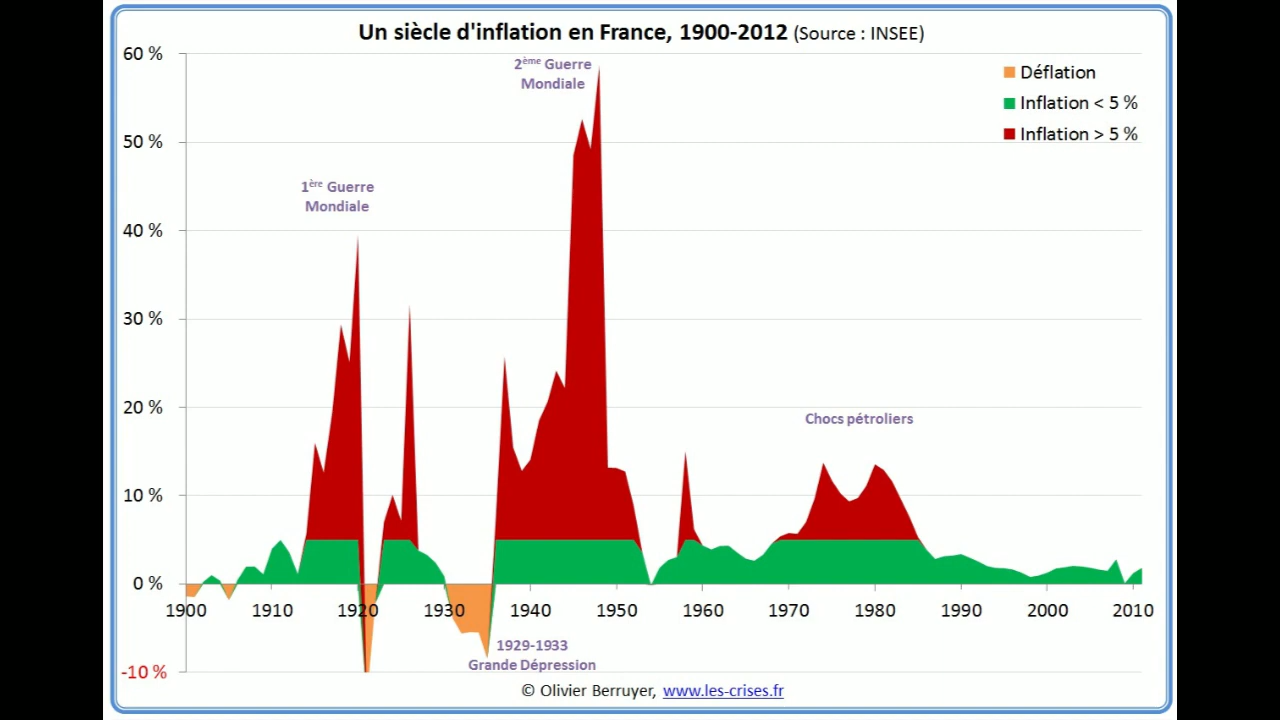 Un siècle d'inflation en France, 1900-2012 (Source : INSEE)
60 %
50 %
40 %
30 %
20 %
10 %
0 %
-10 %
2ème Guerre
Mondiale
Déflation
Inflation < 5 %
Inflation > 5 %
1ère Guerre
Mondiale
Chocs pétroliers
1900 1910 1920 1930 1940 1950 1960 1970 1980 1990 2000 2010
1929-1933
Grande Dépression
© Olivier Berruyer, www.les-crises.fr